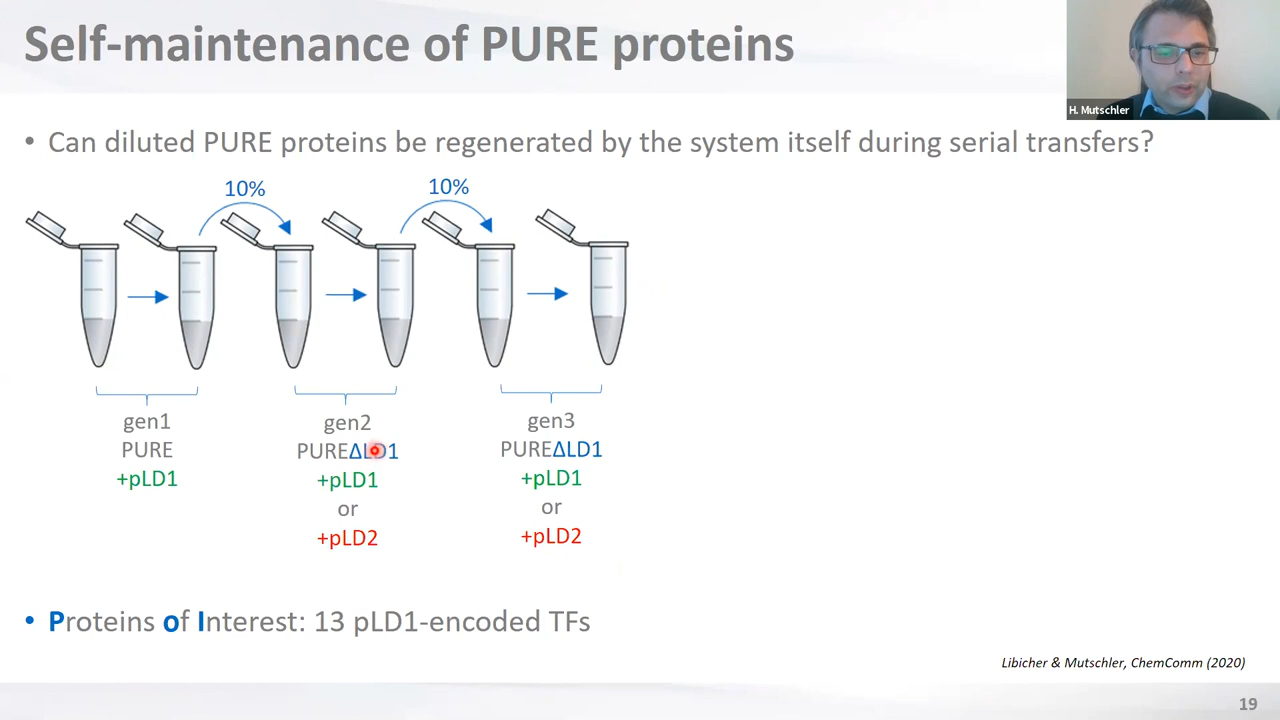 Self-maintenance of PURE proteins
H. Mutschler
• Can diluted PURE proteins be regenerated by the system itself during serial transfers?
10%
10%
gen1
PURE
+pLD1
gen2
PUREΔLD1
+pLD1
or
+pLD2
gen3
PUREΔLD1
+pLD1
or
+pLD2
• Proteins of Interest: 13 pLD1-encoded TFs
Libicher & Mutschler, ChemComm (2020)
19